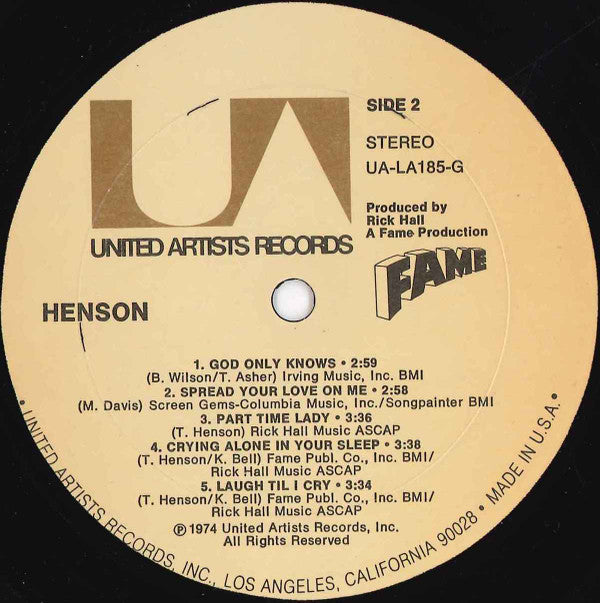 UA
SIDE 2
STEREO
UA-LA185-G
Produced by
Rick Hall
A Fame Production
UNITED ARTISTS RECORDS
FAME
HENSON
1. GOD ONLY KNOWS • 2:59
(B. Wilson/T. Asher) Irving Music, Inc. BMI
2. SPREAD YOUR LOVE ON ME • 2:58
(M. Davis) Screen Gems-Columbia Music, Inc./Songpainter BMI
3. PART TIME LADY • 3:36
(T. Henson) Rick Hall Music ASCAP
4. CRYING ALONE IN YOUR SLEEP • 3:38
(T. Henson/K. Bell) Fame Publ. Co., Inc. BMI/
Rick Hall Music ASCAP
5. LAUGH TIL I CRY • 3:34
(T. Henson/K. Bell) Fame Publ. Co., Inc. BMI/
Rick Hall Music ASCAP
℗ 1974 United Artists Records, Inc.
All Rights Reserved
• UNITED ARTISTS RECORDS, INC., LOS ANGELES, CALIFORNIA 90028 • MADE IN U.S.A. •